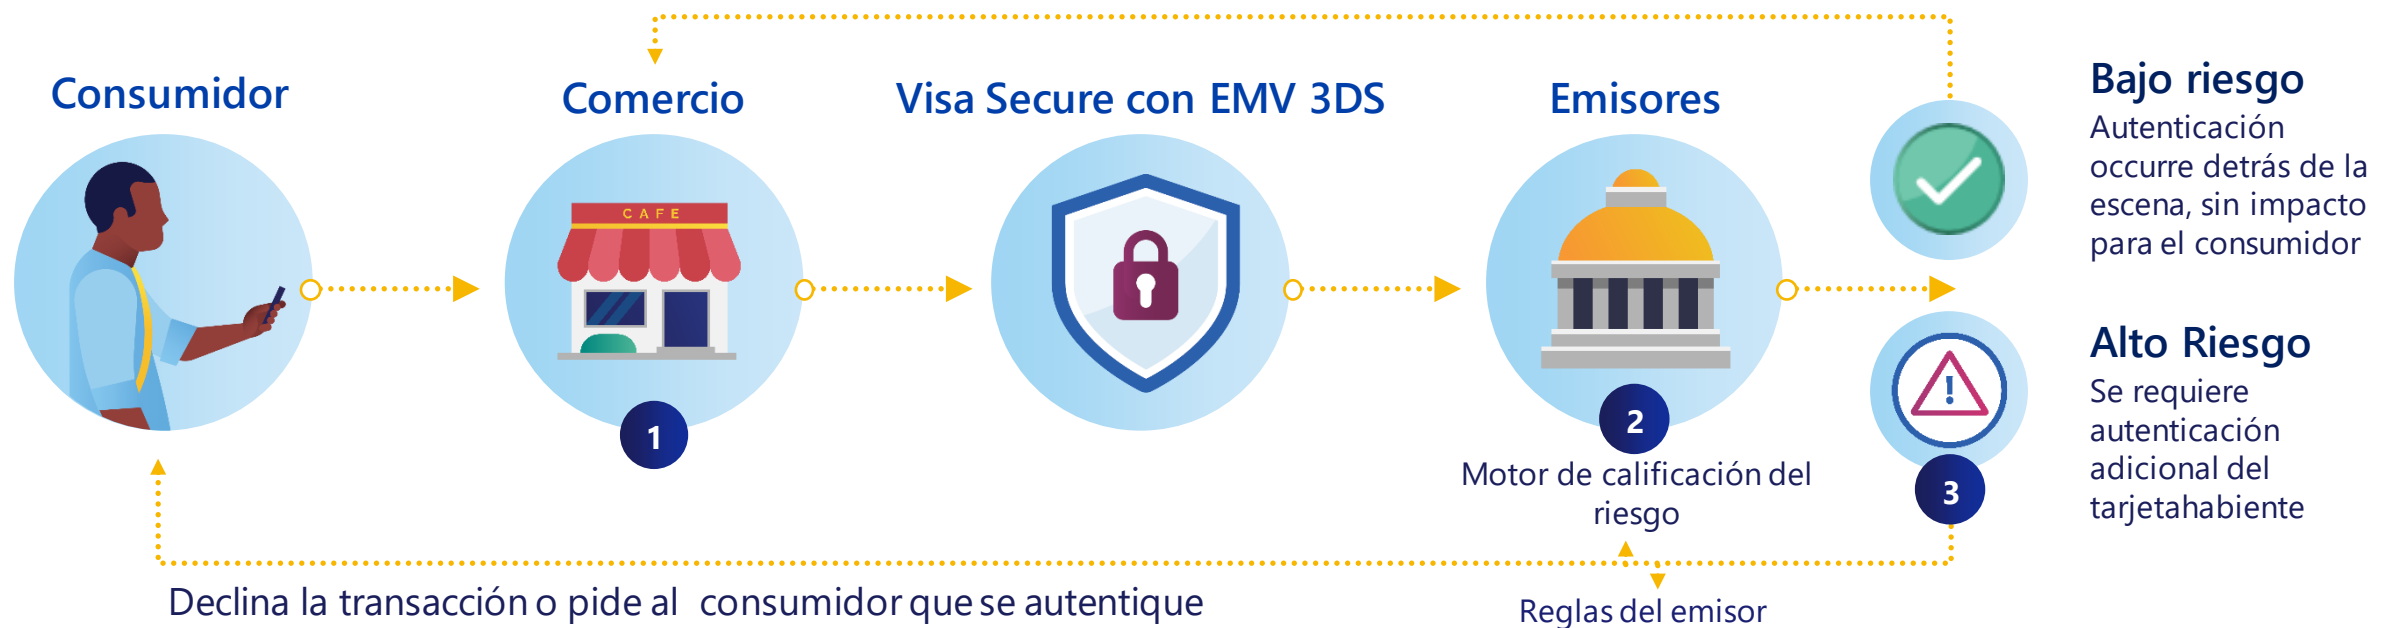 Consumidor
Comercio
Visa Secure con EMV 3DS
Emisores
CAFE
1
2
Motor de calificación del
riesgo
Bajo riesgo
Autenticación
occurre detrás de la
escena, sin impacto
para el consumidor
Alto Riesgo
Se requiere
autenticación
adicional del
tarjetahabiente
!
3
Declina la transacción o pide al consumidor que se autentique
Reglas del emisor